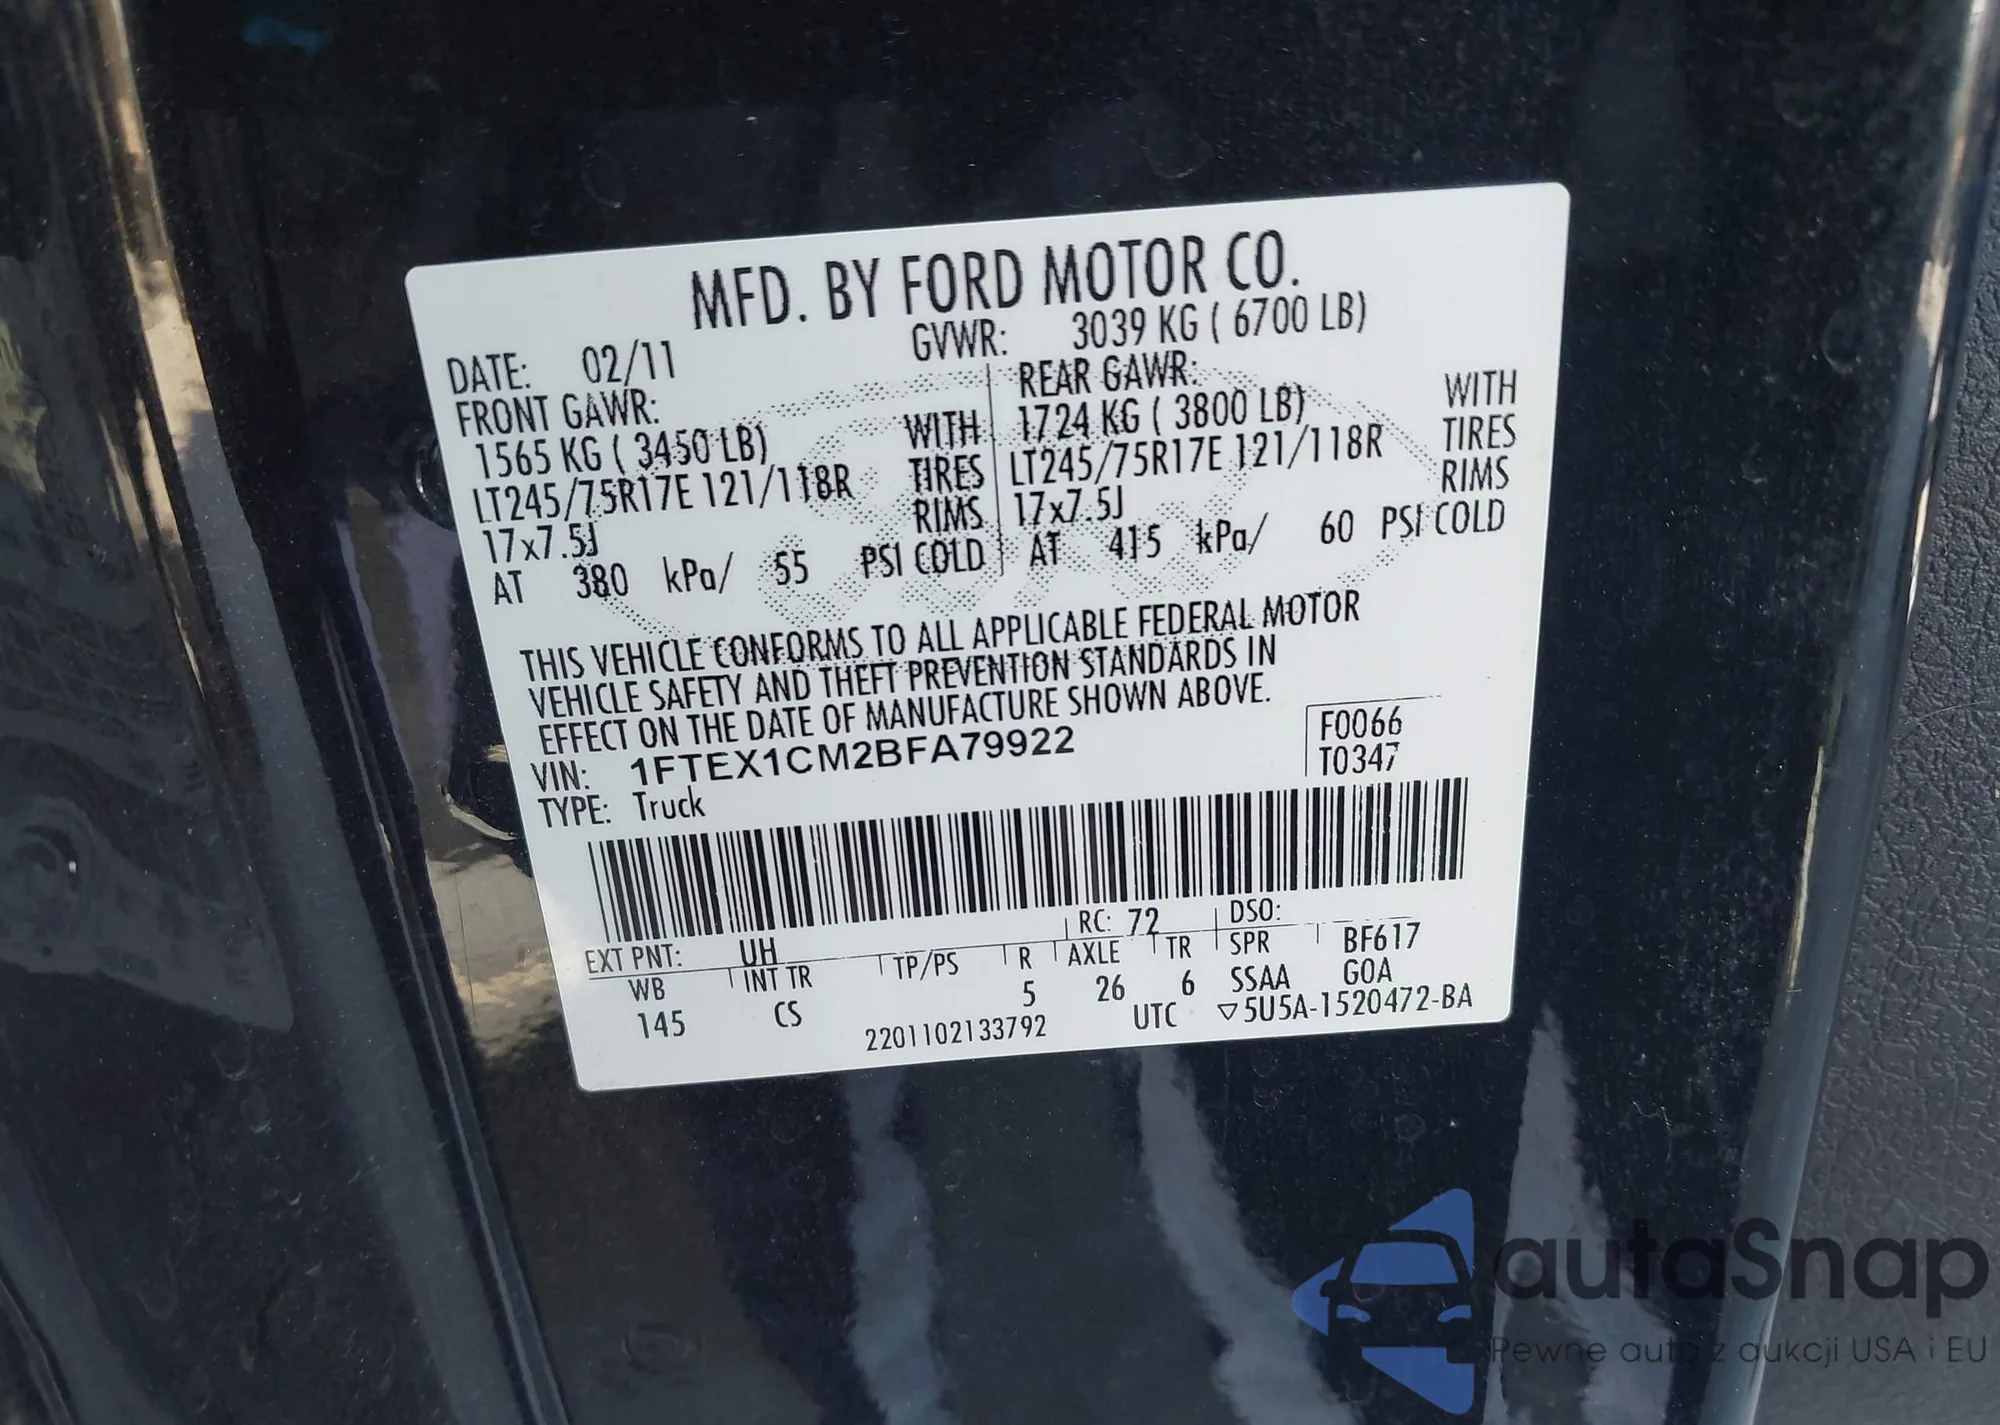 MFD. BY FORD MOTOR CO.
DATE: 02/11 GVWR: 3039 KG ( 6700 LB)
FRONT GAWR: REAR GAWR:
1565 KG ( 3450 LB) WITH 1724 KG ( 3800 LB) WITH
LT245/75R17E 121/118R TIRES LT245/75R17E 121/118R TIRES
17x7.5J RIMS 17x7.5J RIMS
AT 380 kPa/ 55 PSI COLD AT 415 kPa/ 60 PSI COLD
THIS VEHICLE CONFORMS TO ALL APPLICABLE FEDERAL MOTOR
VEHICLE SAFETY AND THEFT PREVENTION STANDARDS IN
EFFECT ON THE DATE OF MANUFACTURE SHOWN ABOVE.
VIN: 1FTEX1CM2BFA79922 F0066
TYPE: Truck T0347
EXT PNT: UH RC: 72 DSO:
WB INT TR TP/PS R AXLE TR SPR BF617
145 CS 5 26 6 SSAA GOA
2201102133792 UTC ▽5U5A-1520472-BA
autaSnap
Pewne auta z aukcji USA i EU